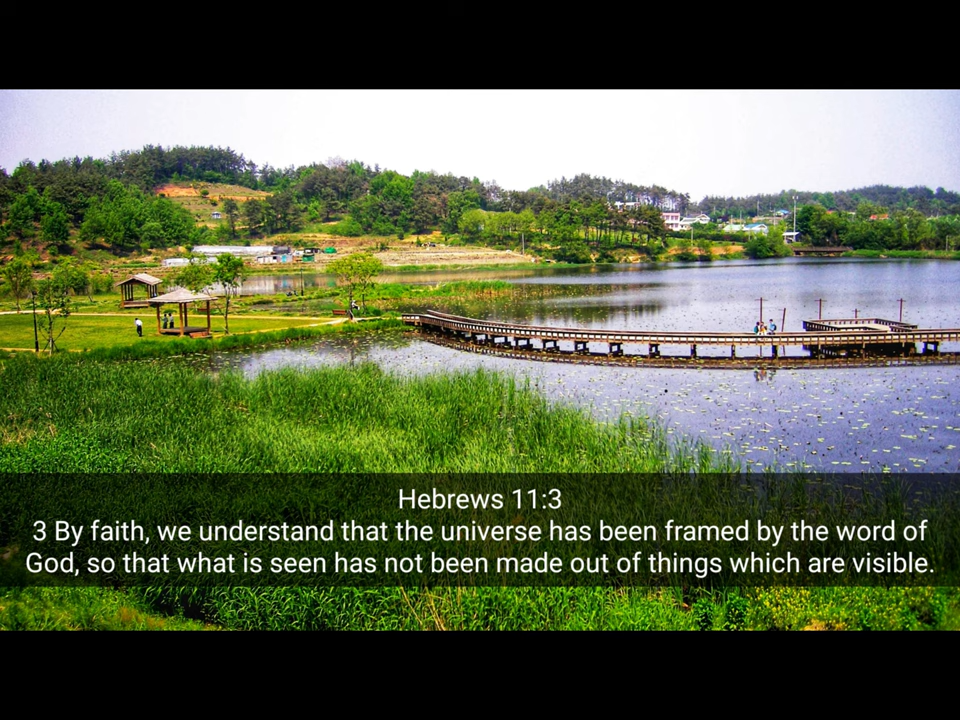 Hebrews 11:3
3 By faith, we understand that the universe has been framed by the word of
God, so that what is seen has not been made out of things which are visible.